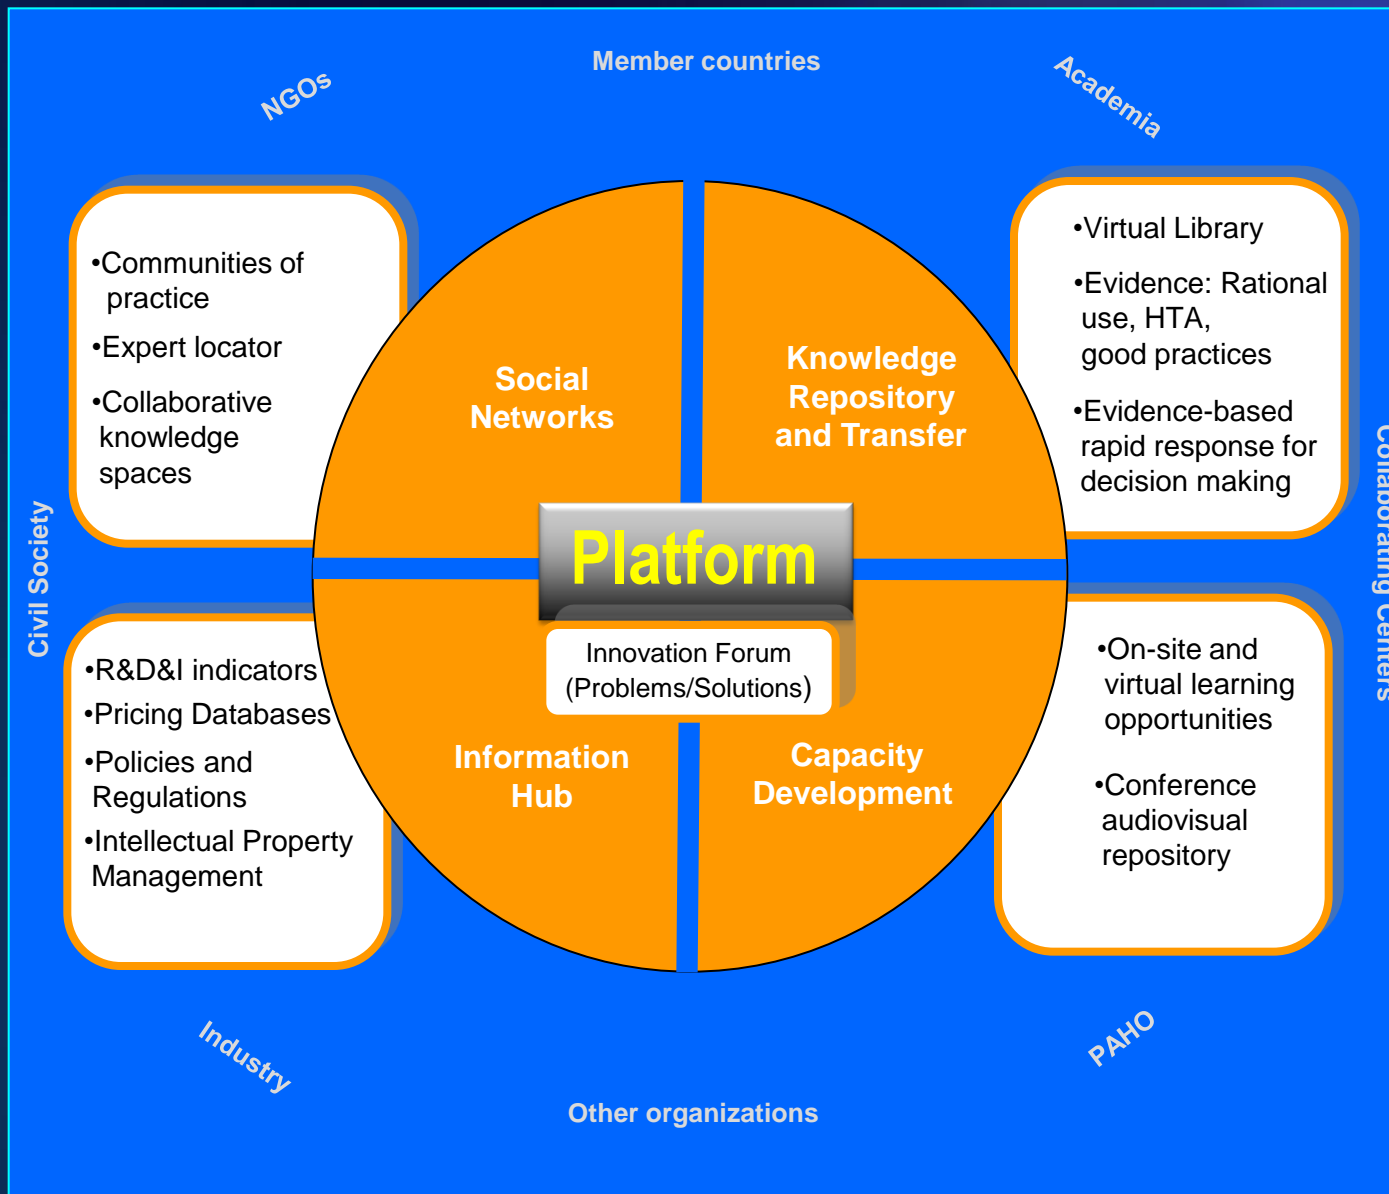 Member countries
NGOs
Academia
•Communities of
practice
•Expert locator
•Collaborative
knowledge
spaces
•Virtual Library
•Evidence: Rational
use, HTA,
good practices
•Evidence-based
rapid response for
decision making
Social
Networks
Knowledge
Repository
and Transfer
Platform
Innovation Forum
(Problems/Solutions)
Civil Society
Collaborating Centers
•R&D&I indicators
•Pricing Databases
•Policies and
Regulations
•Intellectual Property
Management
Information
Hub
Capacity
Development
•On-site and
virtual learning
opportunities
•Conference
audiovisual
repository
Industry
PAHO
Other organizations